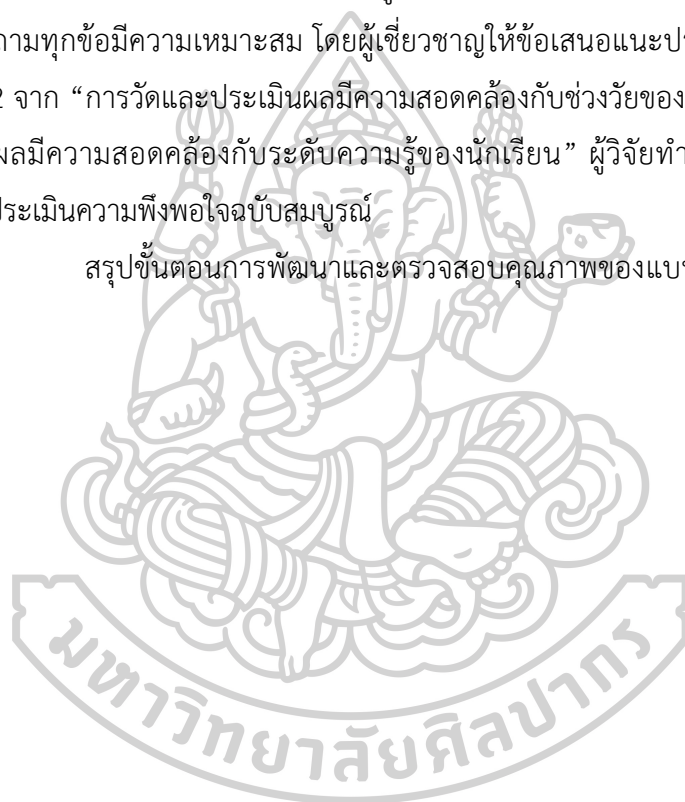 ถามทุกข้อมีความเหมาะสม โดยผู้เชี่ยวชาญให้ข้อเสนอแนะปร
2 จาก “การวัดและประเมินผลมีความสอดคล้องกับช่วงวัยของ
ผลมีความสอดคล้องกับระดับความรู้ของนักเรียน” ผู้วิจัยทำ
ประเมินความพึงพอใจฉบับสมบูรณ์
สรุปขั้นตอนการพัฒนาและตรวจสอบคุณภาพของแบบ
มหาวิทยาลัยศิลปากร